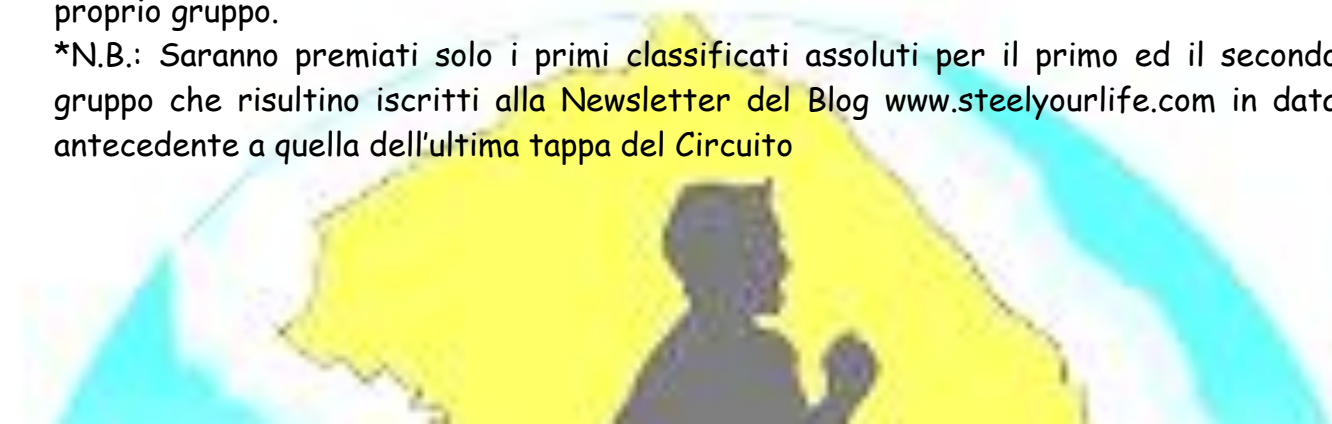 proprio gruppo.
*N.B.: Saranno premiati solo i primi classificati assoluti per il primo ed il secondo
gruppo che risultino iscritti alla Newsletter del Blog www.steelyourlife.com in data
antecedente a quella dell'ultima tappa del Circuito